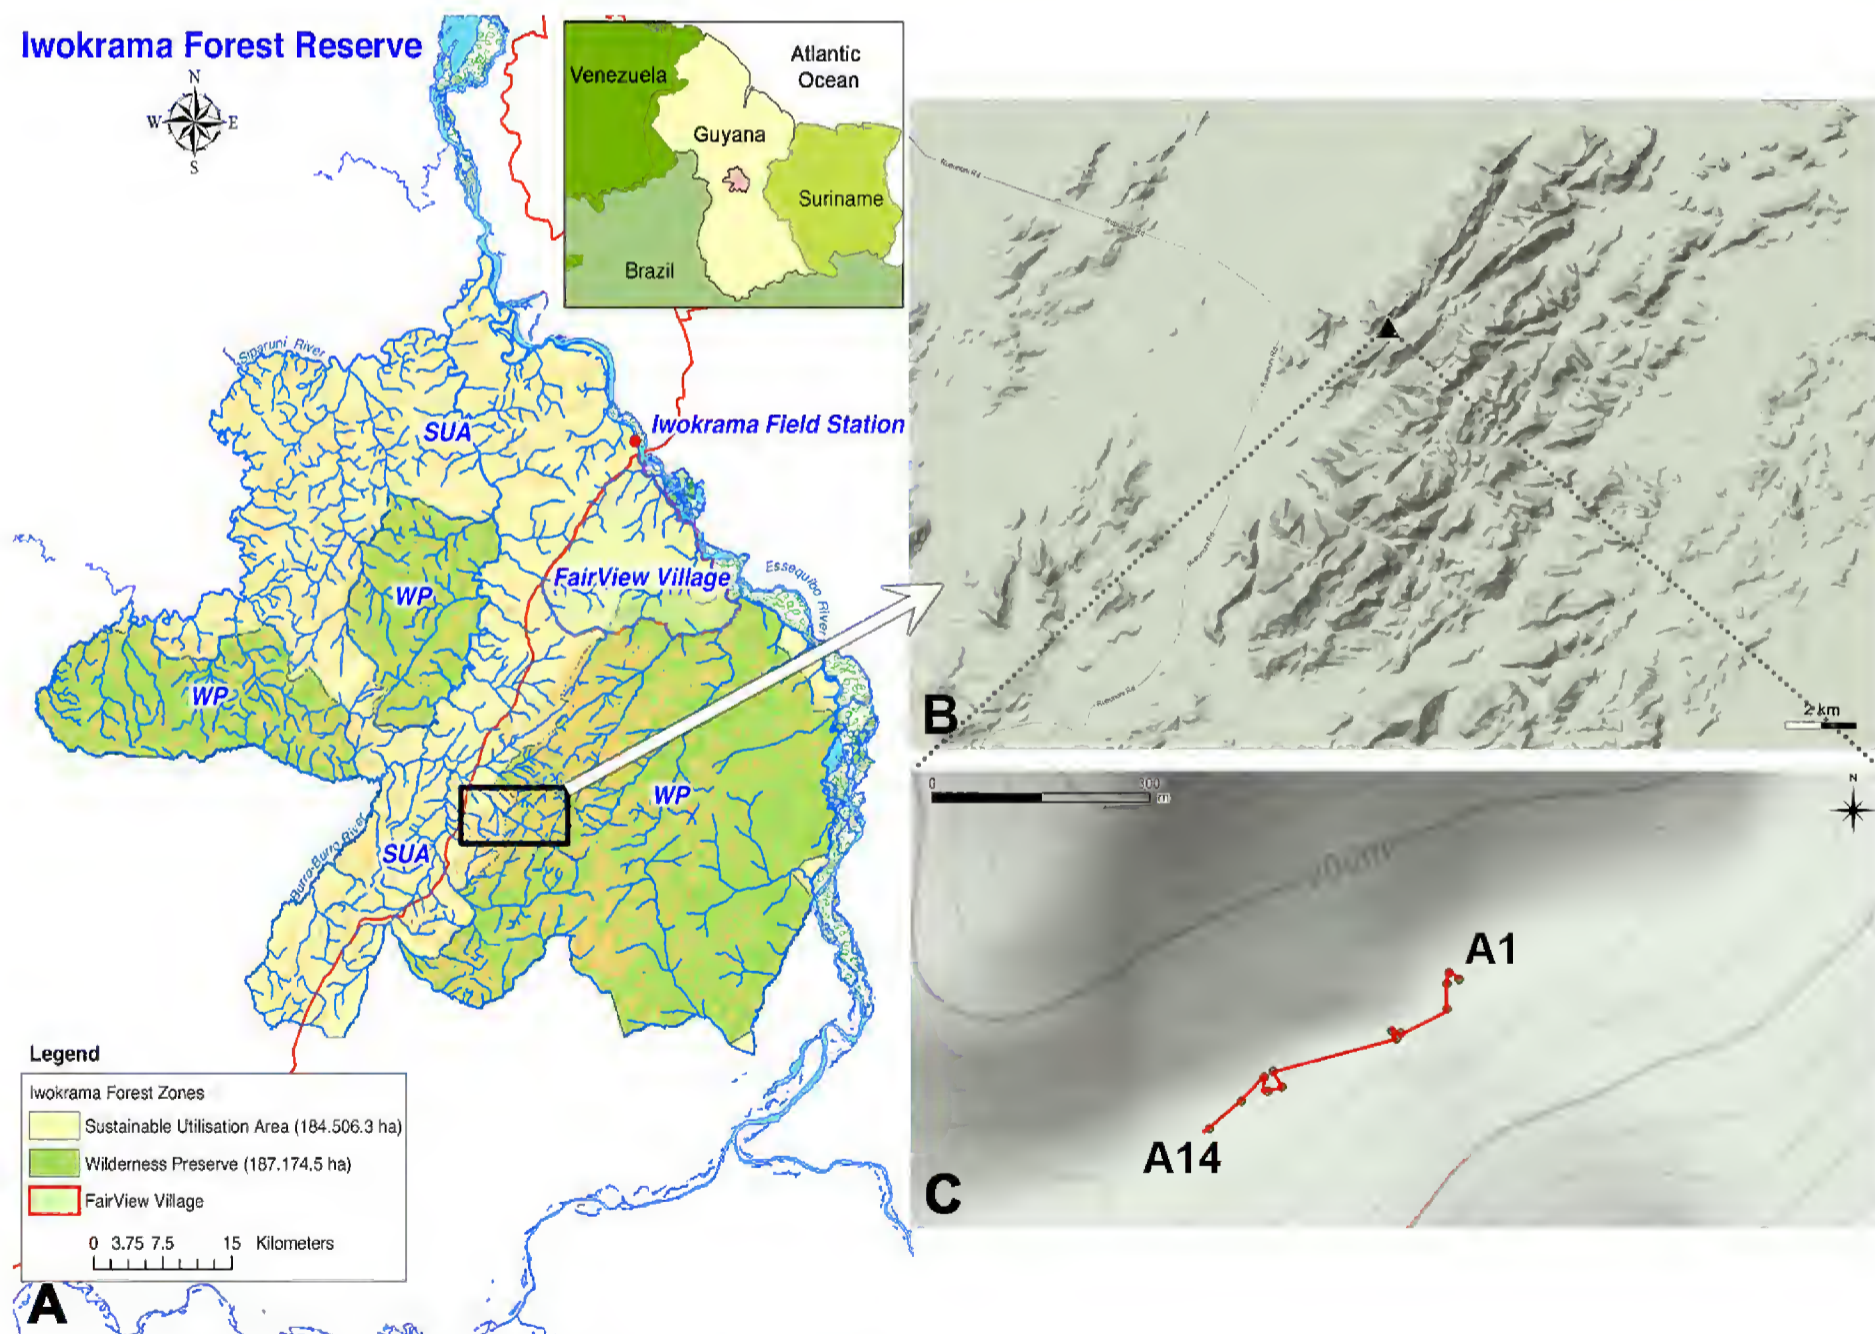 Iwokrama Forest Reserve
N
W E
S
Venezuela
Atlantic
Ocean
Guyana
Suriname
Brazil
Siparuni River
SUA
Iwokrama Field Station
WP
FairView Village
Essequibo River
WP
WP
SUA
Burro-Burro River
Legend
Iwokrama Forest Zones
Sustainable Utilisation Area (184.506.3 ha)
Wilderness Preserve (187.174.5 ha)
FairView Village
0 3.75 7.5 15 Kilometers
A
B
2 km
0 300
m
N
A1
A14
C